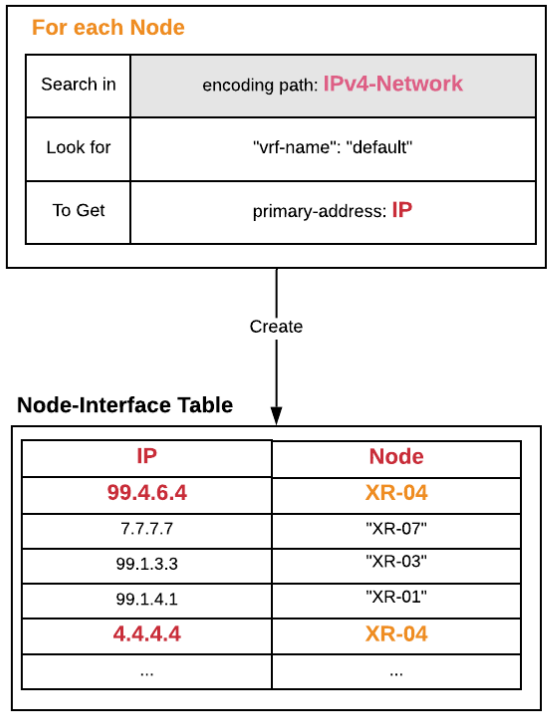 For each Node
Search in encoding path: IPv4-Network
Look for "vrf-name": "default"
To Get primary-address: IP
Create
Node-Interface Table
IP Node
99.4.6.4 XR-04
7.7.7.7 "XR-07"
99.1.3.3 "XR-03"
99.1.4.1 "XR-01"
4.4.4.4 XR-04
... ...